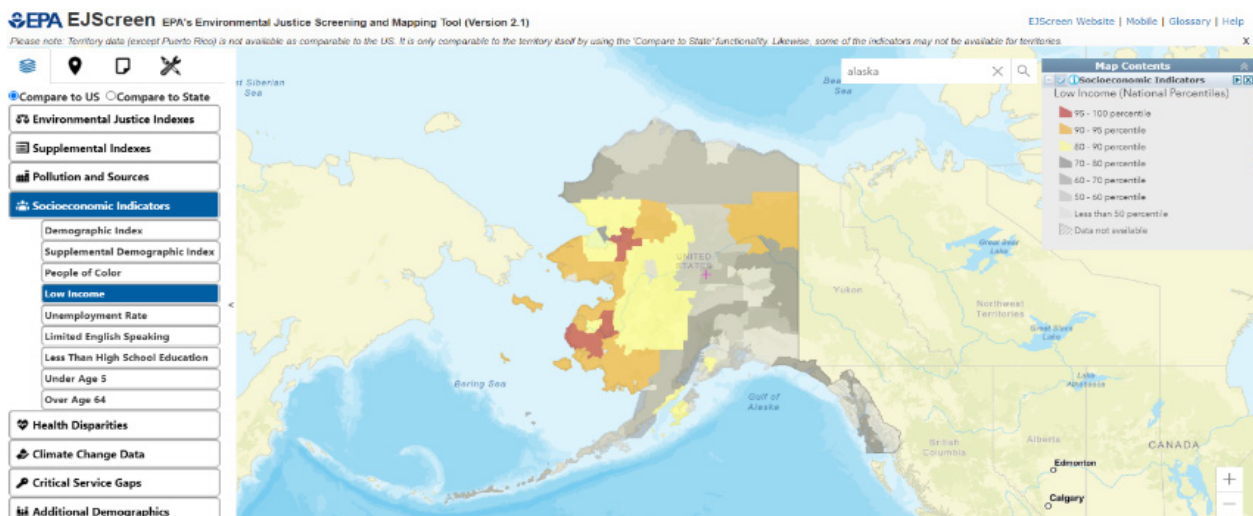 EPA EJScreen EPA's Environmental Justice Screening and Mapping Tool (Version 2.1)
EJScreen Website | Mobile | Glossary | Help
Please note: Territory data (except Puerto Rico) is not available as comparable to the US. It is only comparable to the territory itself by using the 'Compare to State' functionality. Likewise, some of the indicators may not be available for territories. X
Compare to US Compare to State
Environmental Justice Indexes
Supplemental Indexes
Pollution and Sources
Socioeconomic Indicators
Demographic Index
Supplemental Demographic Index
People of Color
Low Income
Unemployment Rate
Limited English Speaking
Less Than High School Education
Under Age 5
Over Age 64
Health Disparities
Climate Change Data
Critical Service Gaps
Additional Demographics
<
Siberian
Sea
alaska
Sea
UNITED
STATES
Bering Sea
Gulf of
Alaska
Yukon
Great Bear
Lake
Northwest
Territories
Great Slave
Lake
Lake
Athabasca
British
Columbia
Alberta
CANADA
Edmonton
Calgary
+
−
Map Contents
Socioeconomic Indicators
Low Income (National Percentiles)
95 - 100 percentile
90 - 95 percentile
80 - 90 percentile
70 - 80 percentile
60 - 70 percentile
50 - 60 percentile
Less than 50 percentile
Data not available